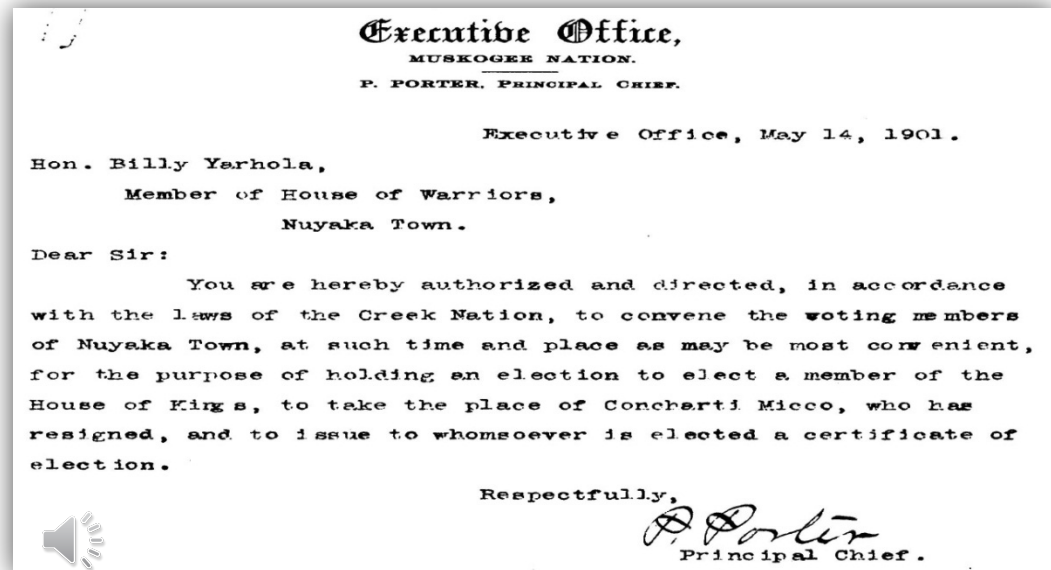 Executive Office,
MUSKOGEE NATION.
P. PORTER, PRINCIPAL CHIEF.
Executive Office, May 14, 1901.
Hon. Billy Yarhola,
Member of House of Warriors,
Nuyaka Town.
Dear Sir:
You are hereby authorized and directed, in accordance
with the laws of the Creek Nation, to convene the voting members
of Nuyaka Town, at such time and place as may be most convenient,
for the purpose of holding an election to elect a member of the
House of Kings, to take the place of Concharti Micco, who has
resigned, and to issue to whomsoever is elected a certificate of
election.
Respectfully,
P. Porter
Principal Chief.